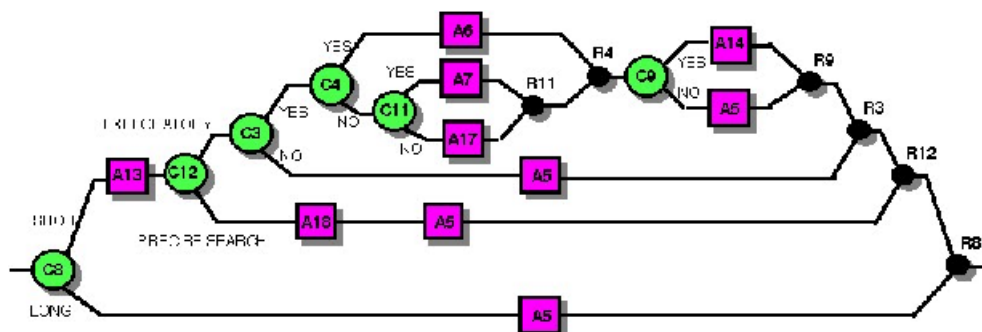 A6
YES
C4
YES
A7
R11
R4
C9
A14
YES
R9
NO
A5
C11
NO
A17
NO
YES
C3
NO
A5
R3
R12
A13
C12
A18
A5
PRECISE SEARCH
C8
LONG
A5
R8